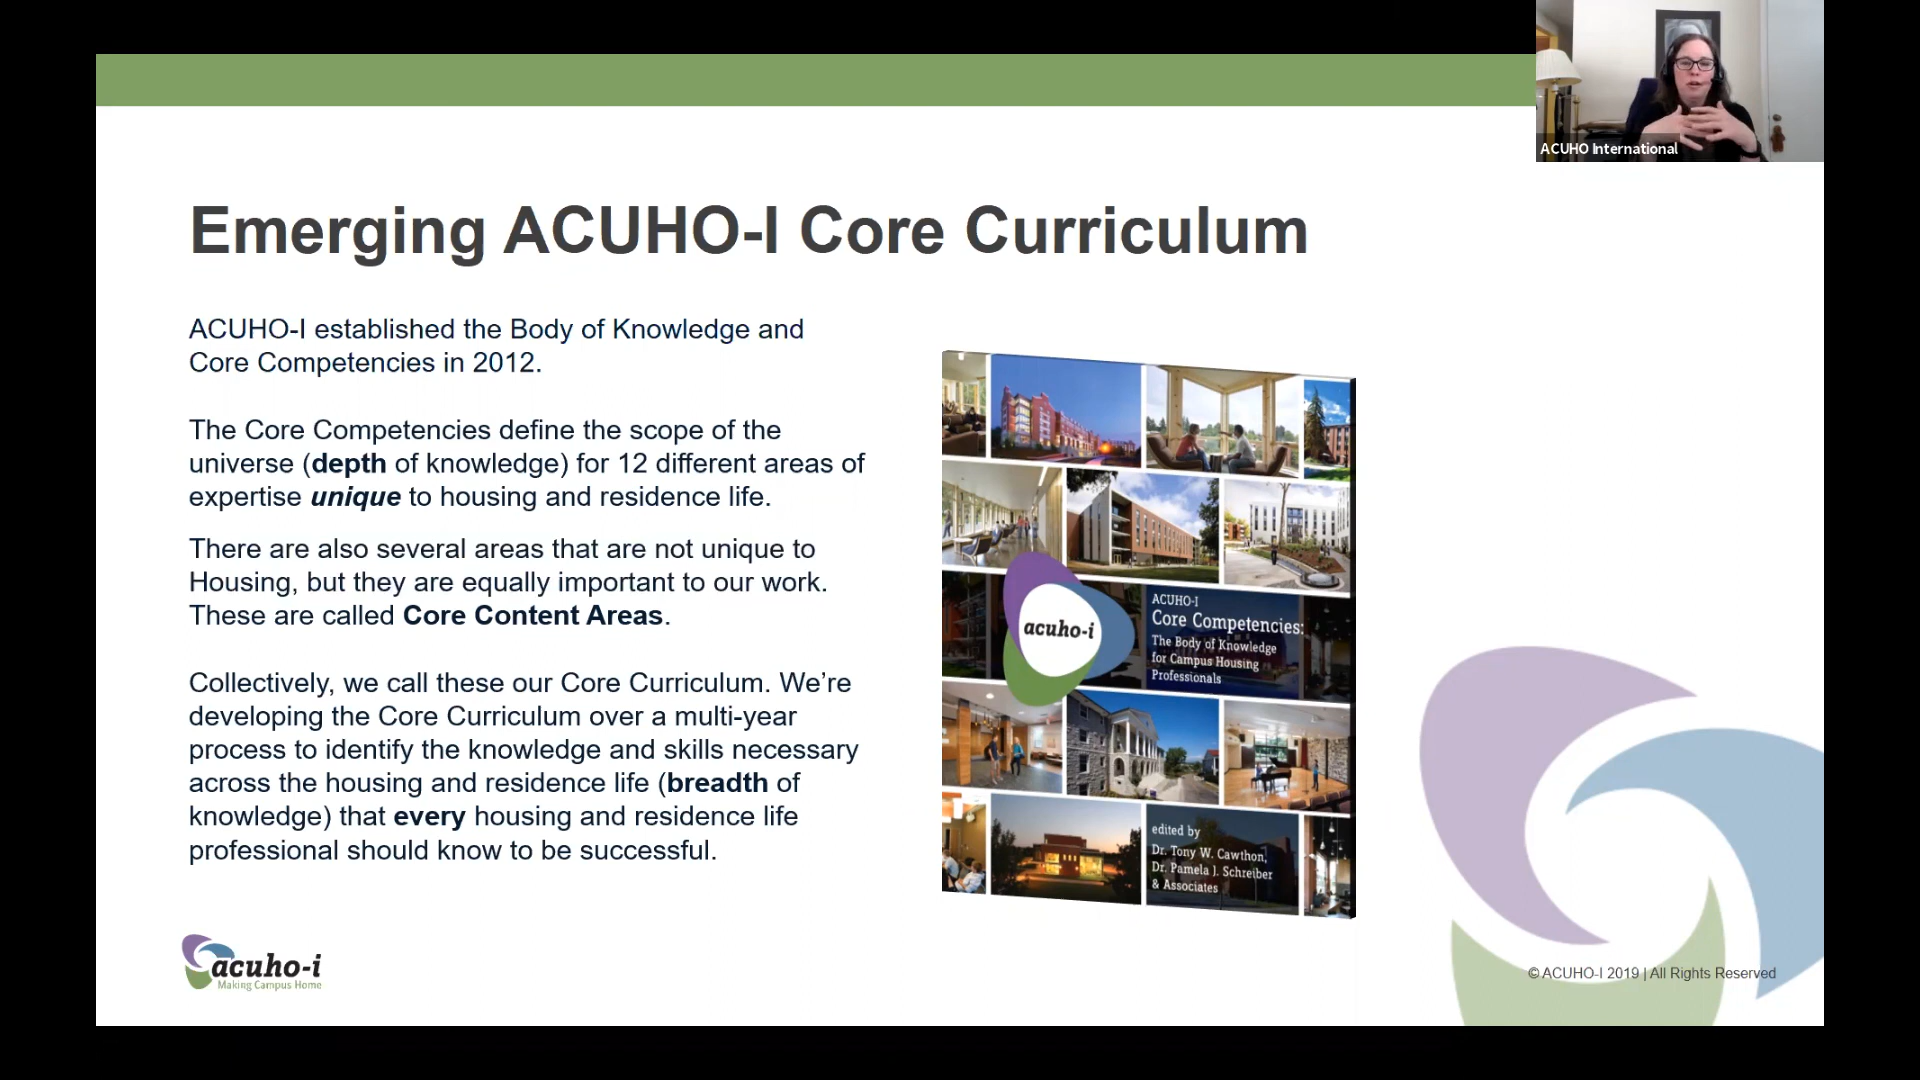 ACUHO International
Emerging ACUHO-I Core Curriculum
ACUHO-I established the Body of Knowledge and
Core Competencies in 2012.
The Core Competencies define the scope of the
universe (depth of knowledge) for 12 different areas of
expertise unique to housing and residence life.
There are also several areas that are not unique to
Housing, but they are equally important to our work.
These are called Core Content Areas.
Collectively, we call these our Core Curriculum. We’re
developing the Core Curriculum over a multi-year
process to identify the knowledge and skills necessary
across the housing and residence life (breadth of
knowledge) that every housing and residence life
professional should know to be successful.
acuho-i
ACUHO-I
Core Competencies:
The Body of Knowledge
for Campus Housing
Professionals
edited by
Dr. Tony W. Cawthon,
Dr. Pamela J. Schreiber
& Associates
acuho-i
Making Campus Home
© ACUHO-I 2019 | All Rights Reserved